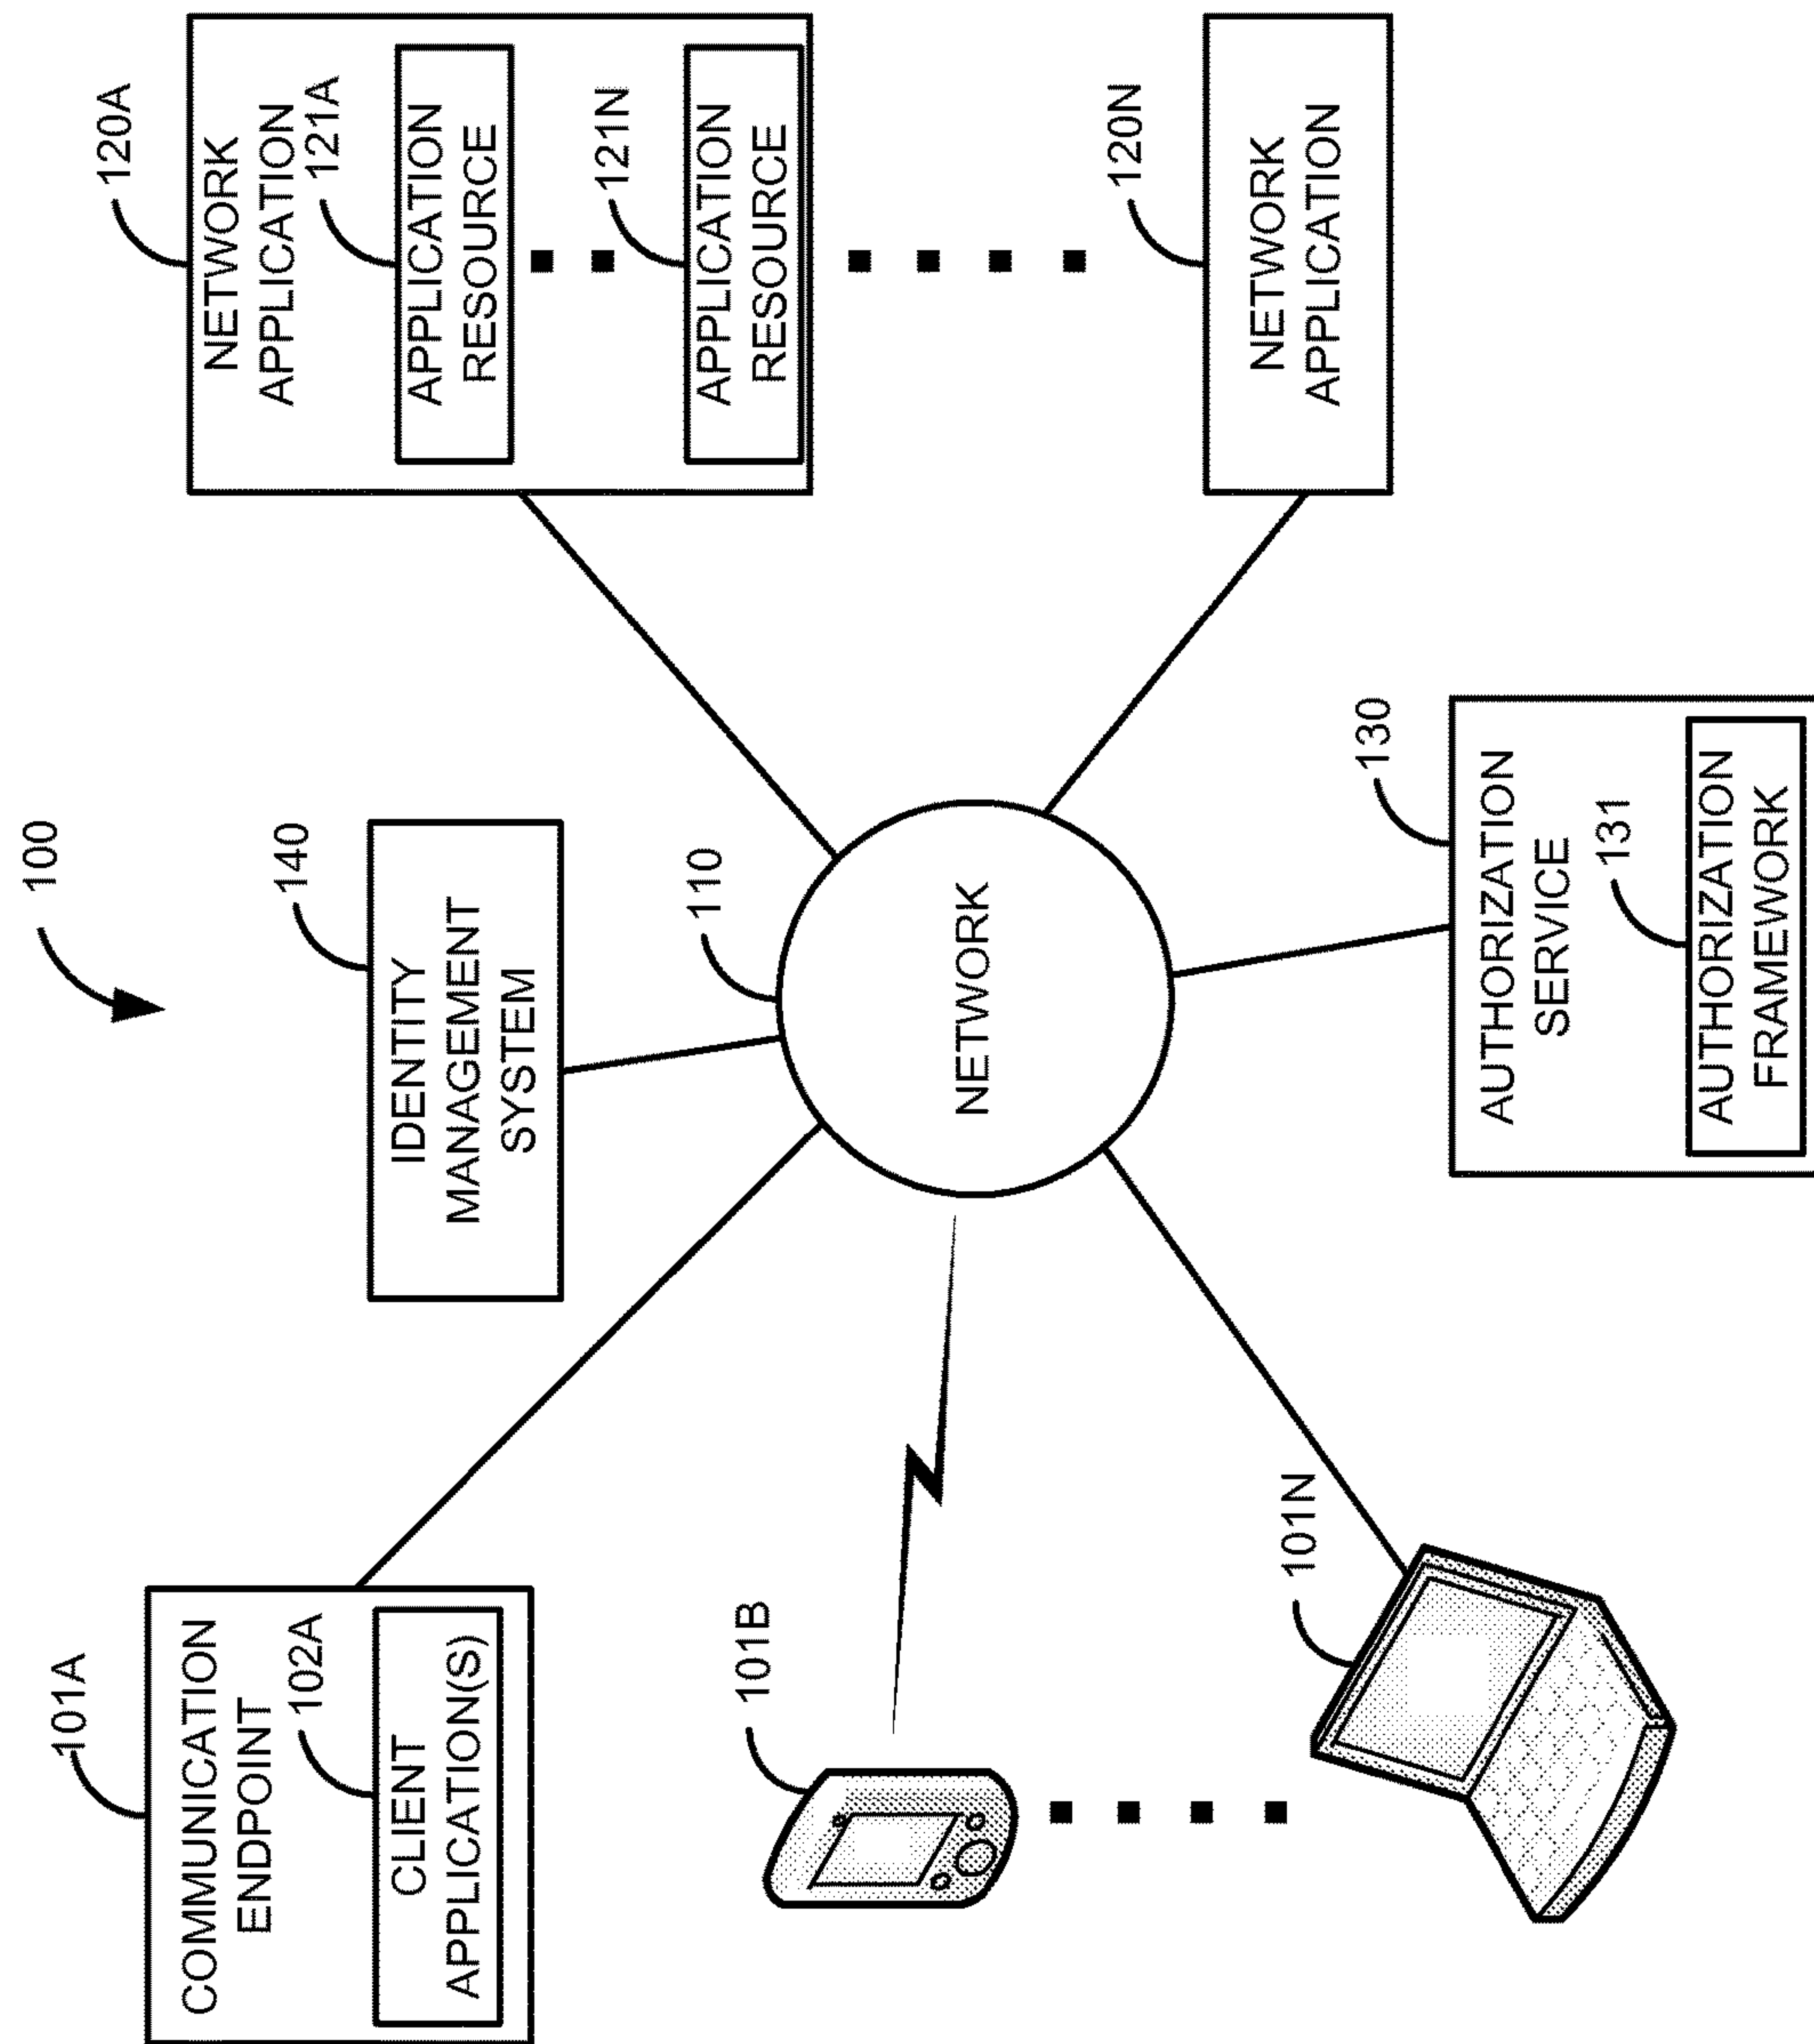 100
101A
COMMUNICATION
ENDPOINT
102A
CLIENT
APPLICATION(S)
140
IDENTITY
MANAGEMENT
SYSTEM
120A
NETWORK
APPLICATION
121A
APPLICATION
RESOURCE
121N
APPLICATION
RESOURCE
110
NETWORK
101B
101N
120N
NETWORK
APPLICATION
130
AUTHORIZATION
SERVICE
131
AUTHORIZATION
FRAMEWORK